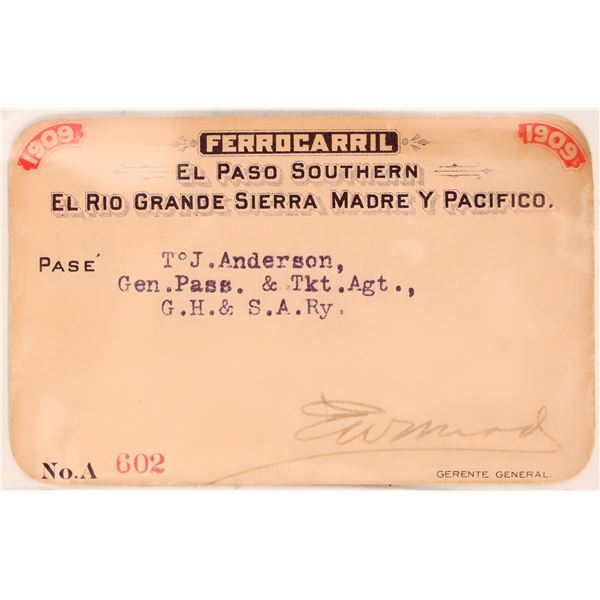 1909 FERROCARRIL 1909
EL PASO SOUTHERN
EL RIO GRANDE SIERRA MADRE Y PACIFICO.
PASE´ T°J.Anderson,
Gen.Pass. & Tkt.Agt.,
G.H.& S.A.Ry.
No.A 602
GERENTE GENERAL.